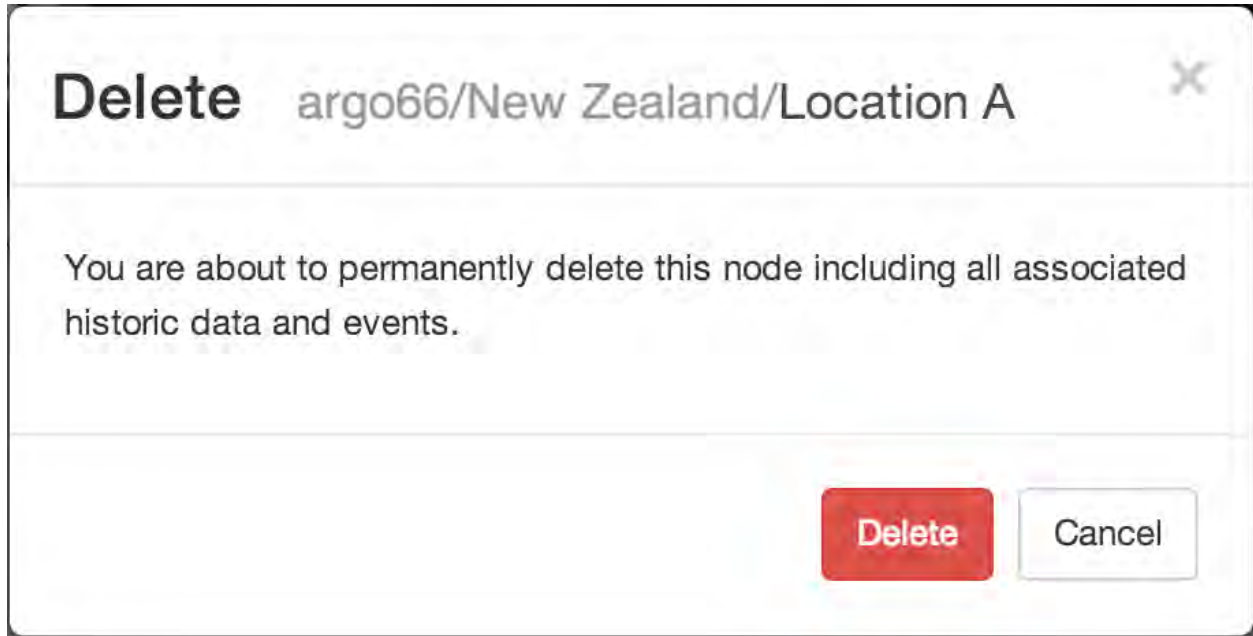 Delete argo66/New Zealand/Location A ×
You are about to permanently delete this node including all associated
historic data and events.
Delete Cancel